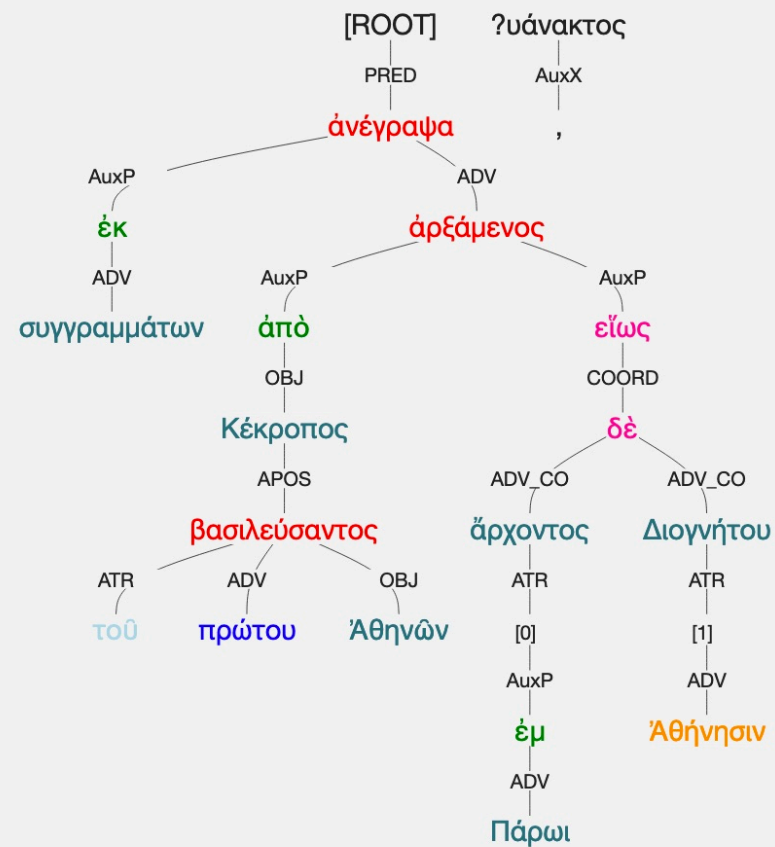 [ROOT] ?υάνακτος
PRED AuxX
ἀνέγραψα ,
AuxP ADV
ἐκ ἀρξάμενος
ADV AuxP AuxP
συγγραμμάτων ἀπὸ εἵως
OBJ COORD
Κέκροπος δὲ
APOS ADV_CO ADV_CO
βασιλεύσαντος ἄρχοντος Διογνήτου
ATR ADV OBJ ATR ATR
τοῦ πρώτου Ἀθηνῶν [0] [1]
AuxP ADV
ἐμ Ἀθήνησιν
ADV
Πάρωι